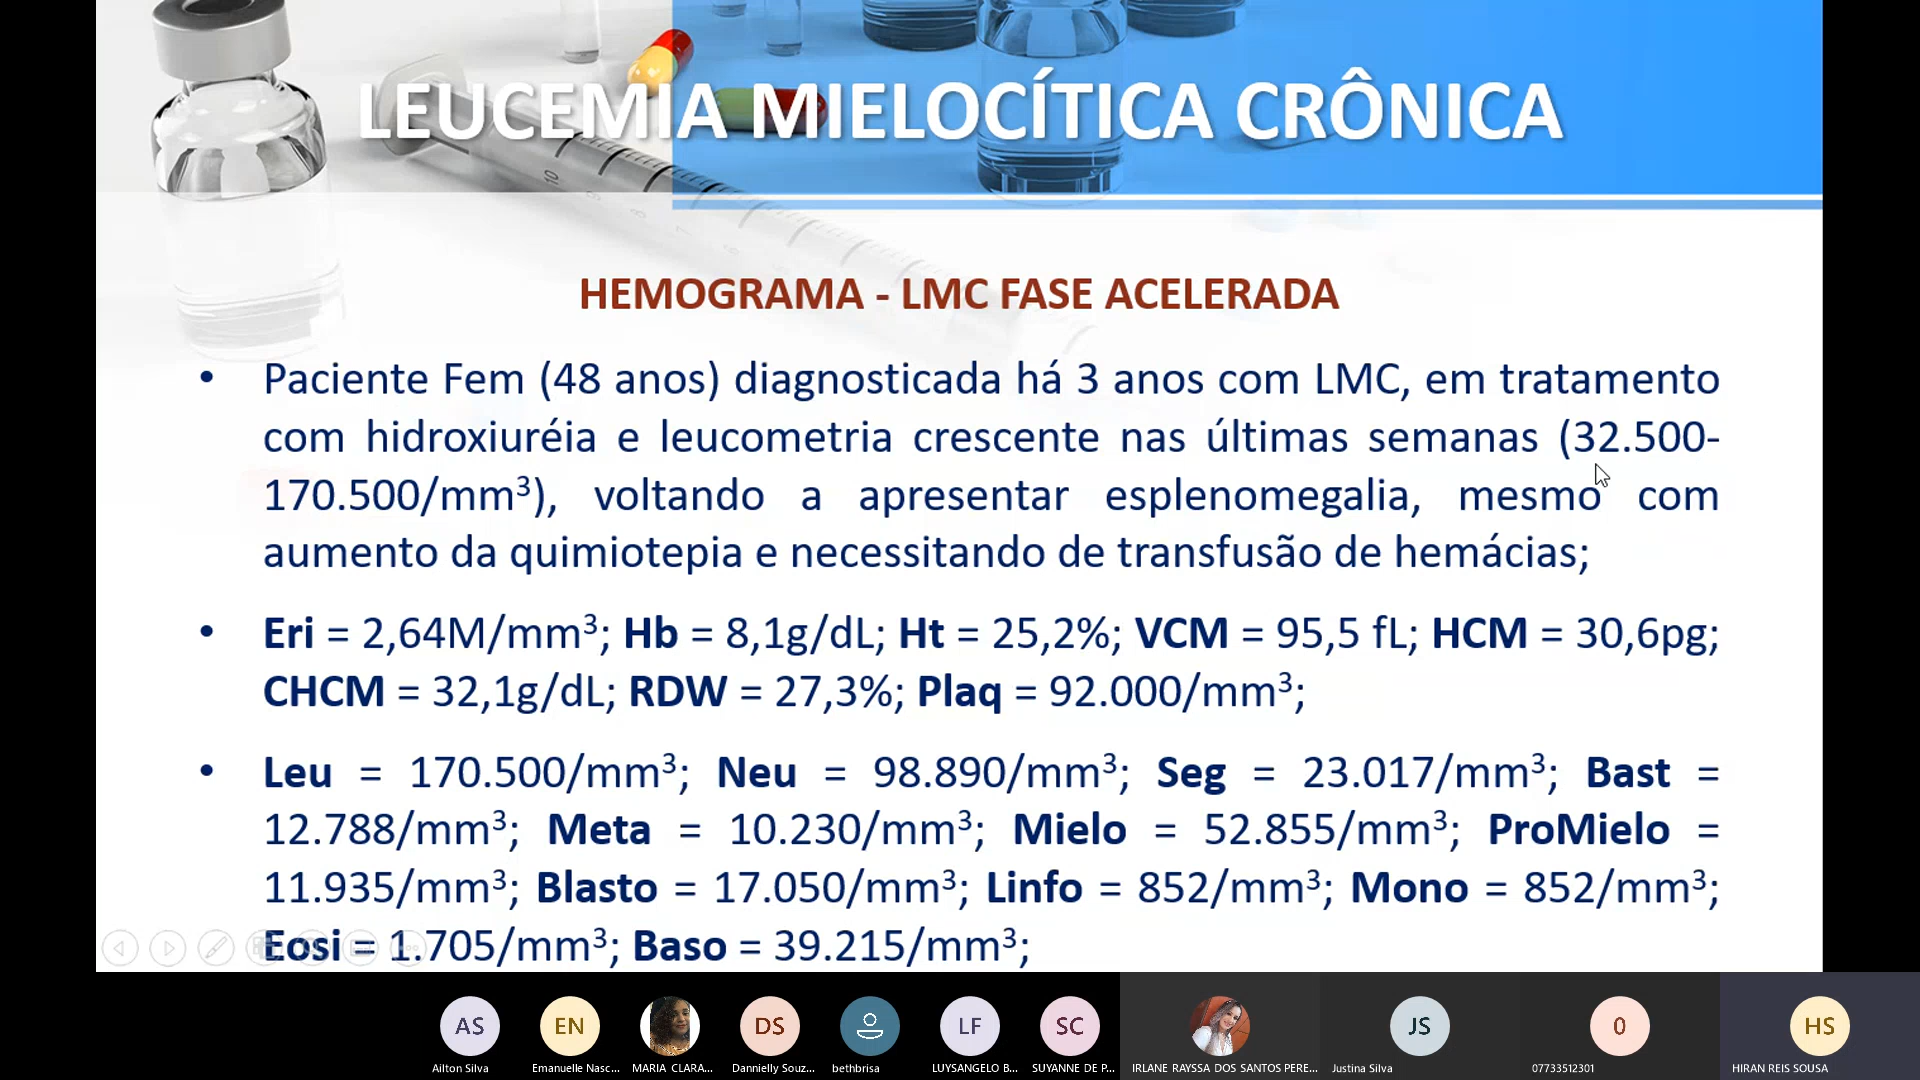 LEUCEMIA MIELOCÍTICA CRÔNICA
HEMOGRAMA - LMC FASE ACELERADA
• Paciente Fem (48 anos) diagnosticada há 3 anos com LMC, em tratamento
com hidroxiuréia e leucometria crescente nas últimas semanas (32.500-
170.500/mm³), voltando a apresentar esplenomegalia, mesmo com
aumento da quimiotepia e necessitando de transfusão de hemácias;
• Eri = 2,64M/mm³; Hb = 8,1g/dL; Ht = 25,2%; VCM = 95,5 fL; HCM = 30,6pg;
CHCM = 32,1g/dL; RDW = 27,3%; Plaq = 92.000/mm³;
• Leu = 170.500/mm³; Neu = 98.890/mm³; Seg = 23.017/mm³; Bast =
12.788/mm³; Meta = 10.230/mm³; Mielo = 52.855/mm³; ProMielo =
11.935/mm³; Blasto = 17.050/mm³; Linfo = 852/mm³; Mono = 852/mm³;
Eosi = 1.705/mm³; Baso = 39.215/mm³;
AS EN DS LF SC JS 0 HS
Ailton Silva Emanuelle Nasc... MARIA CLARA... Dannielly Souz... bethbrisa LUYSANGELO B... SUYANNE DE P... IRLANE RAYSSA DOS SANTOS PERE... Justina Silva 07733512301 HIRAN REIS SOUSA